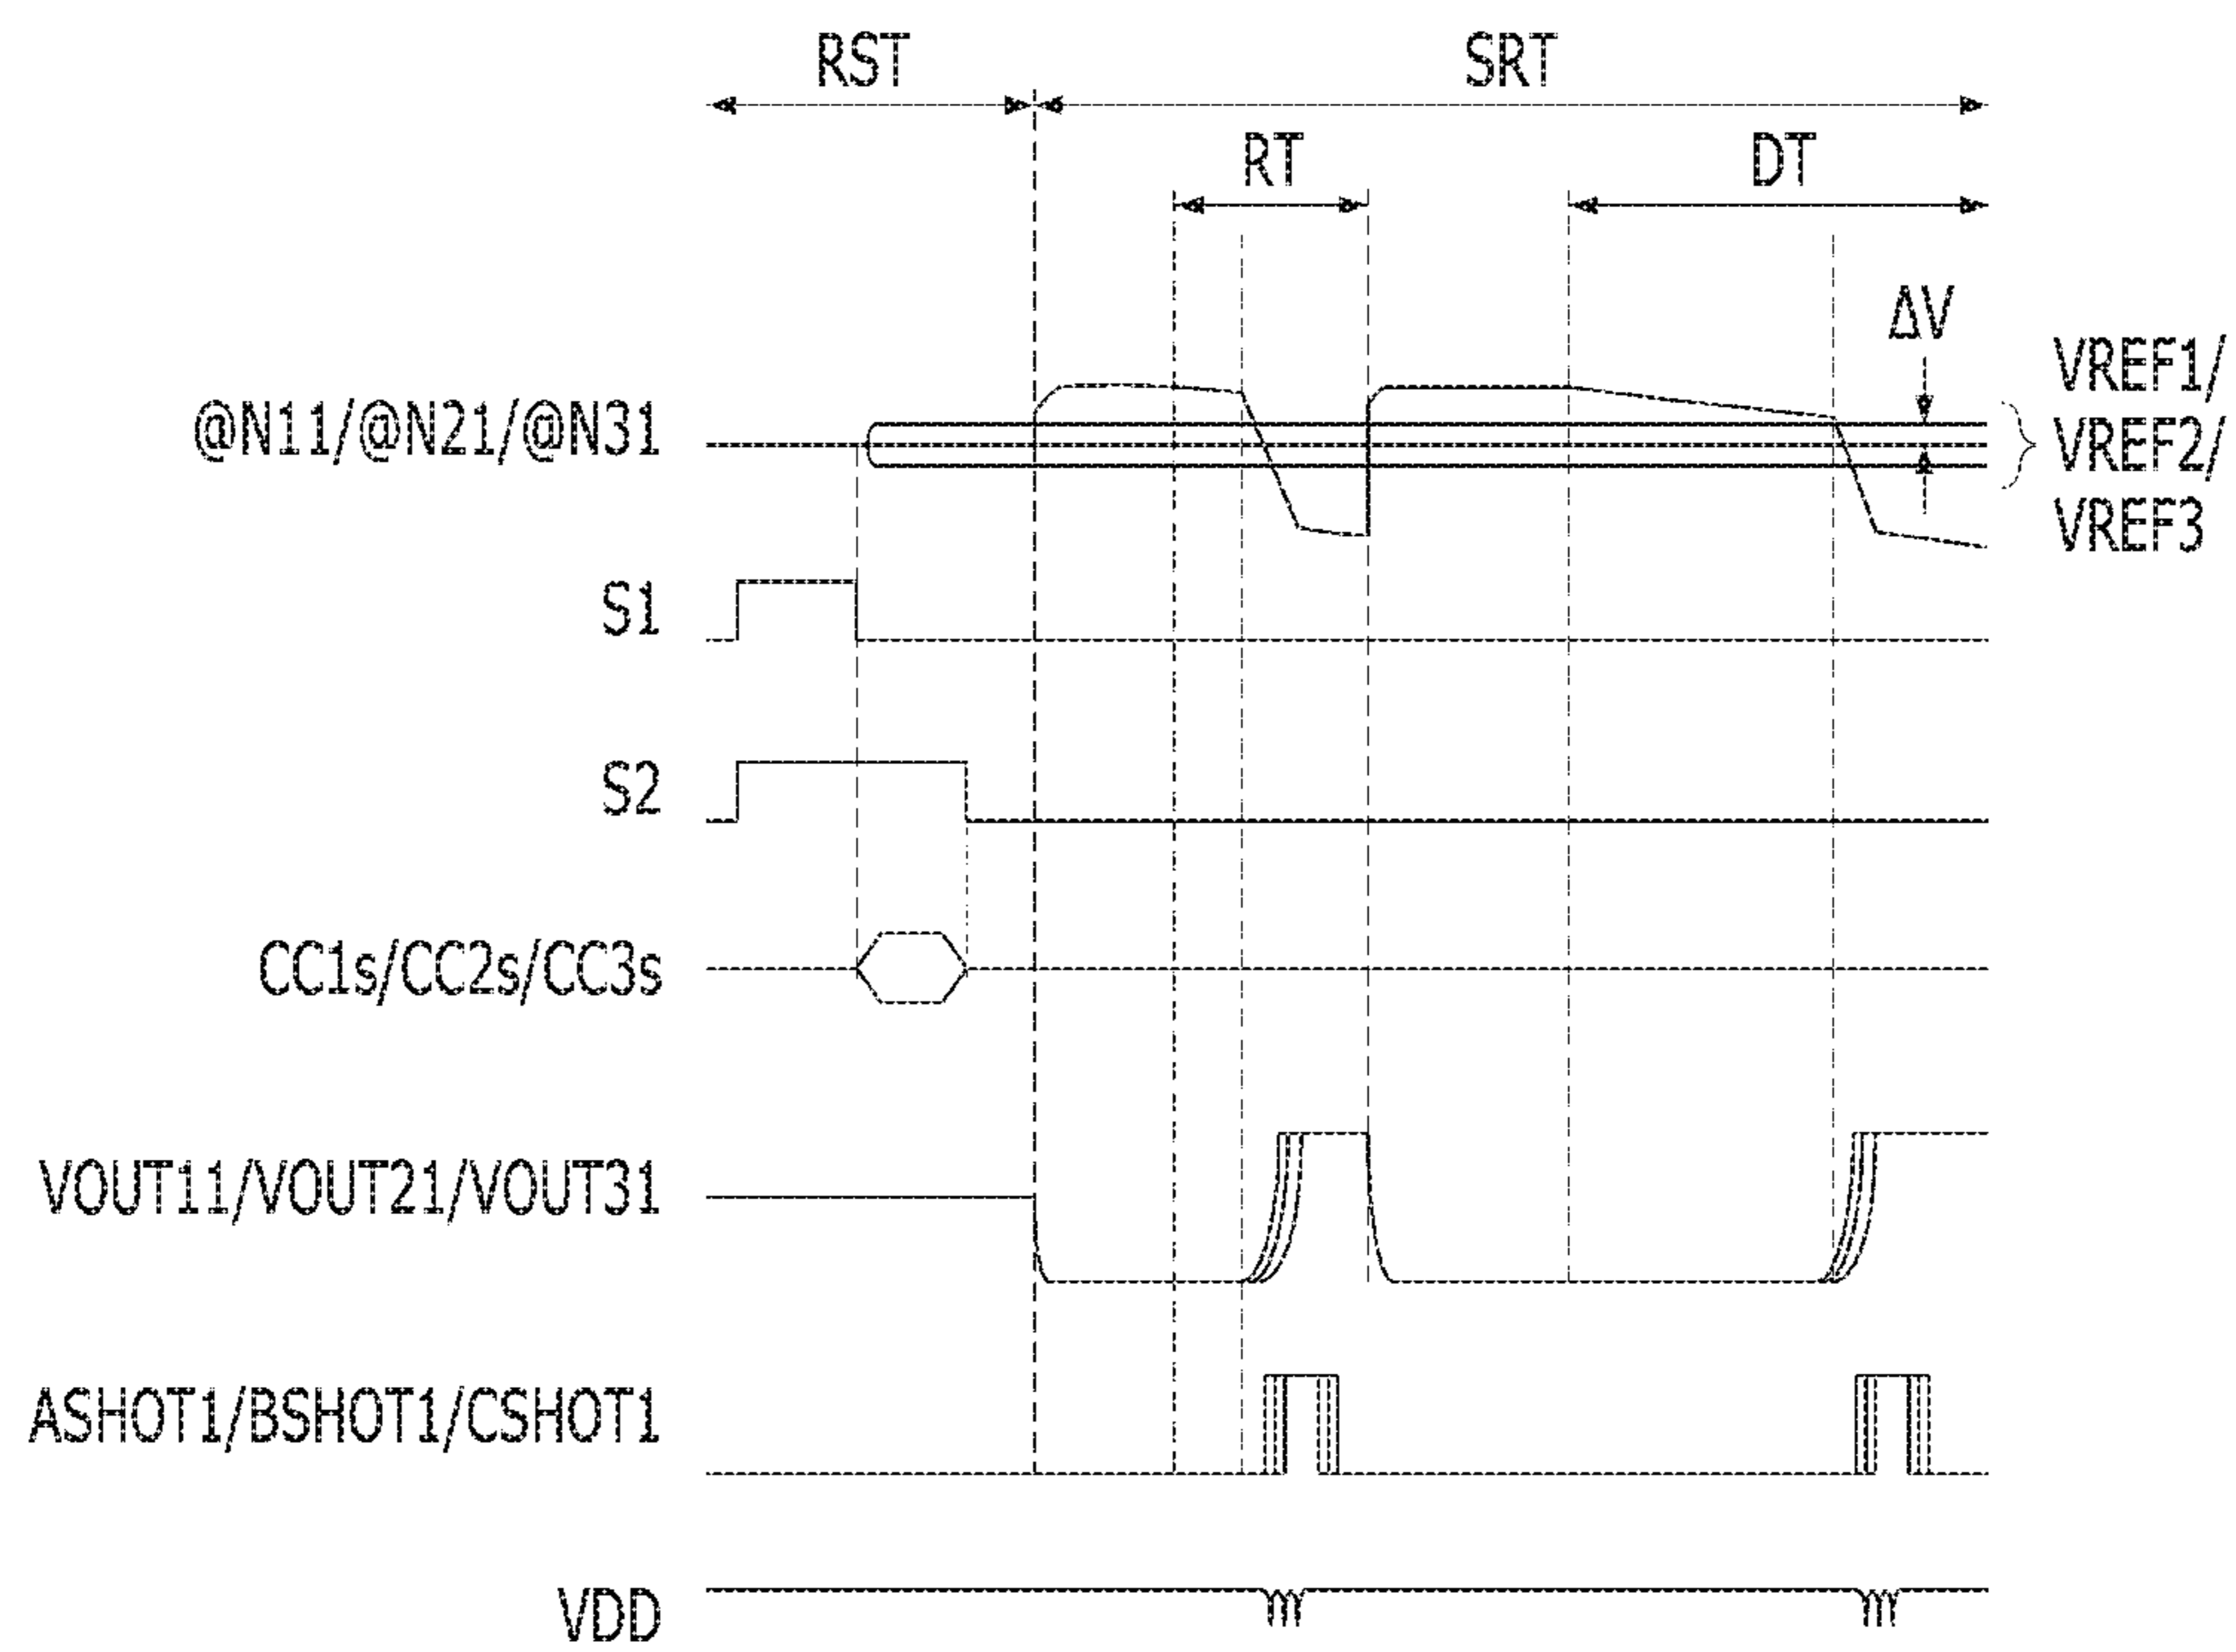 RST
SRT
RT
DT
ΔV
VREF1/
VREF2/
VREF3
@N11/@N21/@N31
S1
S2
CC1s/CC2s/CC3s
VOUT11/VOUT21/VOUT31
ASHOT1/BSHOT1/CSHOT1
VDD